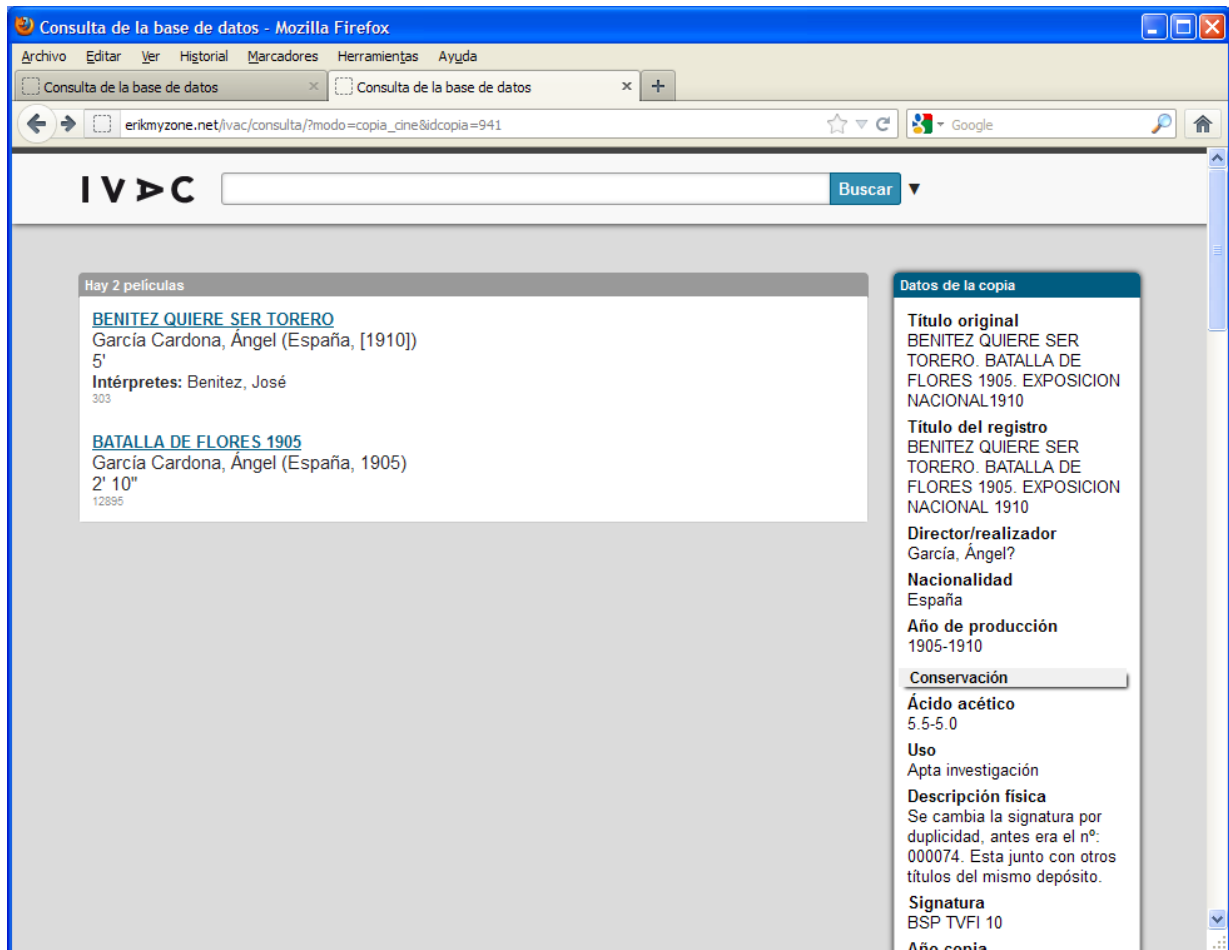 Consulta de la base de datos - Mozilla Firefox
Archivo Editar Ver Historial Marcadores Herramientas Ayuda
Consulta de la base de datos
Consulta de la base de datos
erikmyzone.net/ivac/consulta/?modo=copia_cine&idcopia=941
Google
IVAC
Buscar
Hay 2 películas
BENITEZ QUIERE SER TORERO
García Cardona, Ángel (España, [1910])
5'
Intérpretes: Benitez, José
303
BATALLA DE FLORES 1905
García Cardona, Ángel (España, 1905)
2' 10"
12895
Datos de la copia
Título original
BENITEZ QUIERE SER
TORERO. BATALLA DE
FLORES 1905. EXPOSICION
NACIONAL1910
Título del registro
BENITEZ QUIERE SER
TORERO. BATALLA DE
FLORES 1905. EXPOSICION
NACIONAL 1910
Director/realizador
García, Ángel?
Nacionalidad
España
Año de producción
1905-1910
Conservación
Ácido acético
5.5-5.0
Uso
Apta investigación
Descripción física
Se cambia la signatura por
duplicidad, antes era el nº:
000074. Esta junto con otros
títulos del mismo depósito.
Signatura
BSP TVFI 10
Año copia